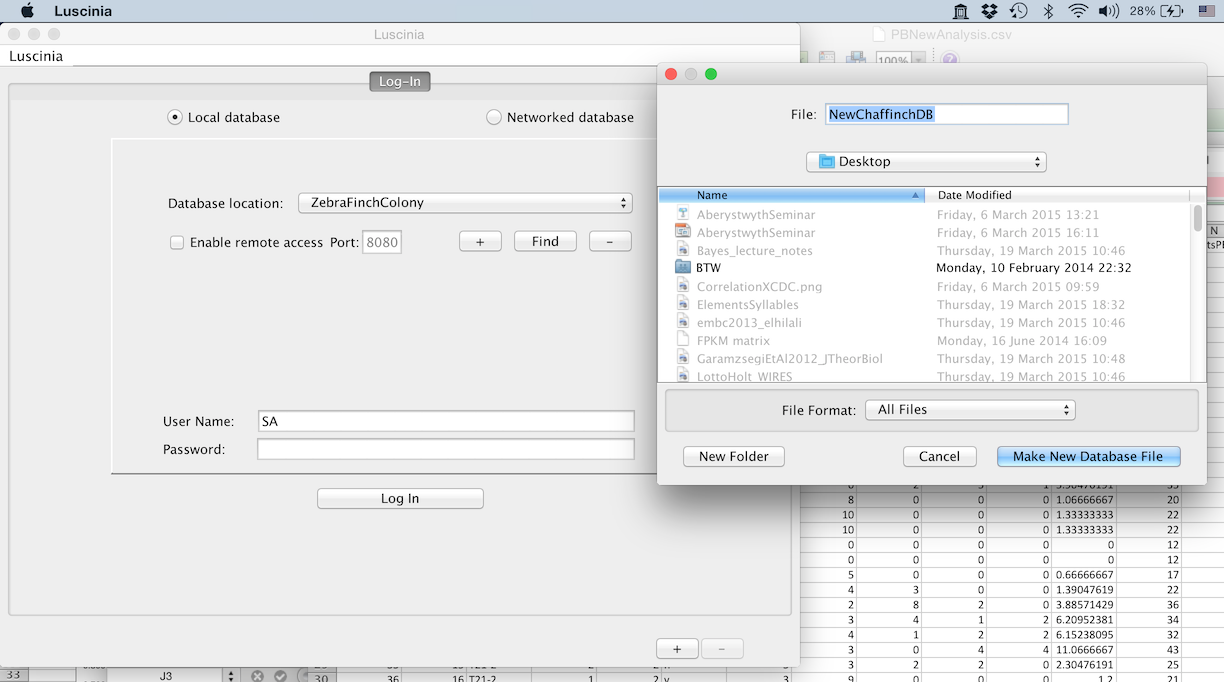 Luscinia
28%
Luscinia
PBNewAnalysis.csv
Luscinia
100%
Log-In
Local database
Networked database
Database location:
ZebraFinchColony
Enable remote access Port: 8080
+
Find
-
User Name:
SA
Password:
Log In
+
-
File:
NewChaffinchDB
Desktop
Name
Date Modified
AberystwythSeminar Friday, 6 March 2015 13:21
AberystwythSeminar Friday, 6 March 2015 16:11
Bayes_lecture_notes Thursday, 19 March 2015 10:46
BTW Monday, 10 February 2014 22:32
CorrelationXCDC.png Friday, 6 March 2015 09:59
ElementsSyllables Thursday, 19 March 2015 18:32
embc2013_elhilali Thursday, 19 March 2015 10:46
FPKM matrix Monday, 16 June 2014 16:09
GaramzsegiEtAl2012_JTheorBiol Thursday, 19 March 2015 10:48
LottoHolt_WIRES Thursday, 19 March 2015 10:46
File Format:
All Files
New Folder
Cancel
Make New Database File
N
tsPB
8 0 0 0 1.06666667 20
10 0 0 0 1.33333333 22
10 0 0 0 1.33333333 22
0 0 0 0 0 12
0 0 0 0 0 12
5 0 0 0 0.66666667 17
4 3 0 0 1.39047619 22
2 8 2 0 3.88571429 36
3 4 1 2 6.20952381 34
4 1 2 2 6.15238095 32
3 0 4 4 11.0666667 43
3 2 2 0 2.30476191 25
9 0 0 0 1.2 21
33
J3
30 36 16 T21-2 1 2 v 3